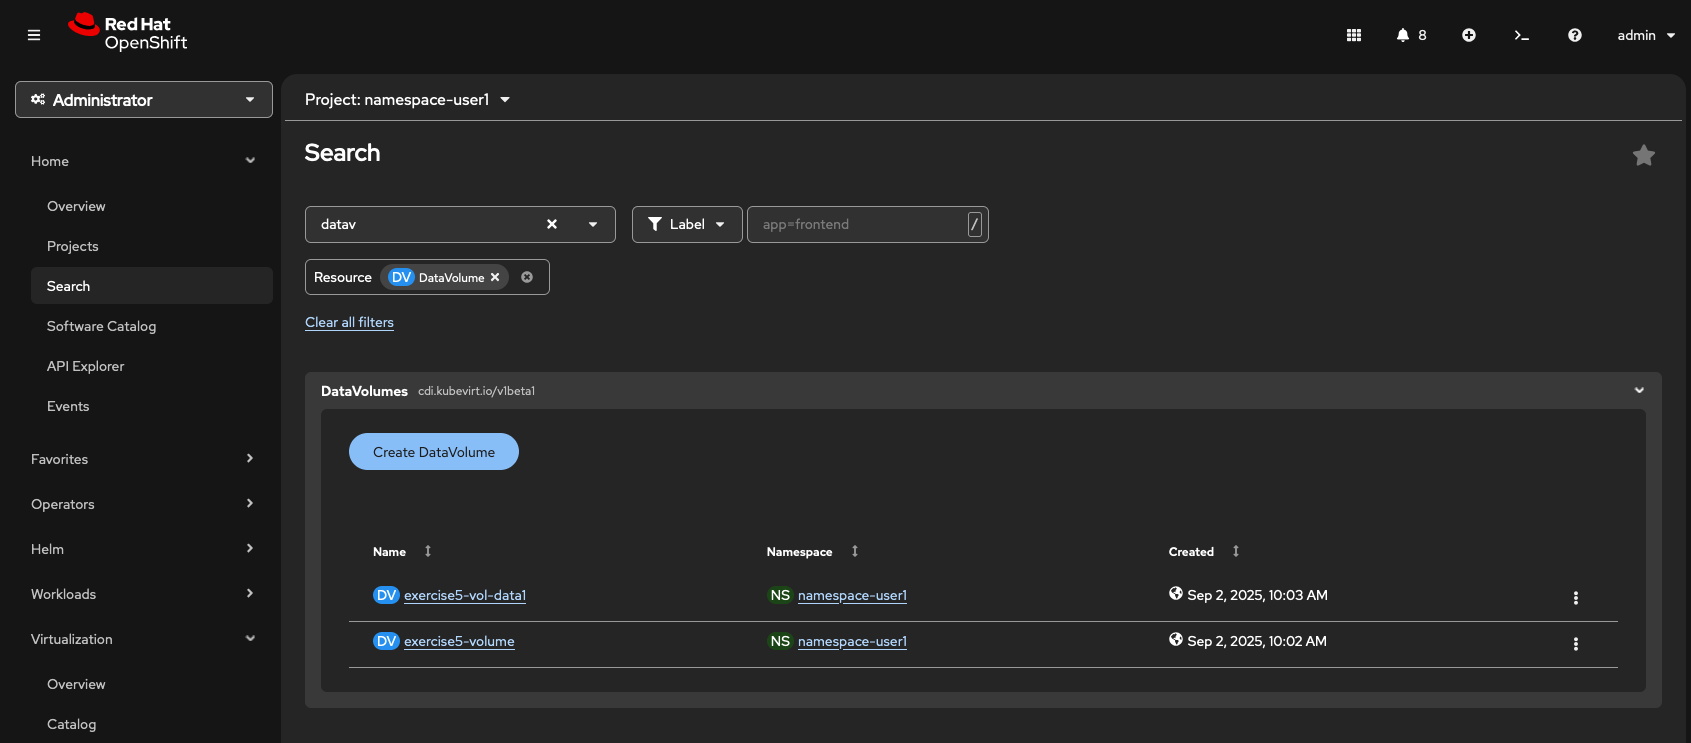 Red Hat
OpenShift
8
admin
Administrator
Home
Overview
Projects
Search
Software Catalog
API Explorer
Events
Favorites
Operators
Helm
Workloads
Virtualization
Overview
Catalog
Project: namespace-user1
Search
datav
Label
app=frontend
/
Resource DV DataVolume
Clear all filters
DataVolumes cdi.kubevirt.io/v1beta1
Create DataVolume
Name Namespace Created
DV exercise5-vol-data1 NS namespace-user1 Sep 2, 2025, 10:03 AM
DV exercise5-volume NS namespace-user1 Sep 2, 2025, 10:02 AM